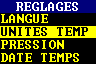 REGLAGES
LANGUE
UNITES TEMP
PRESSION
DATE TEMPS